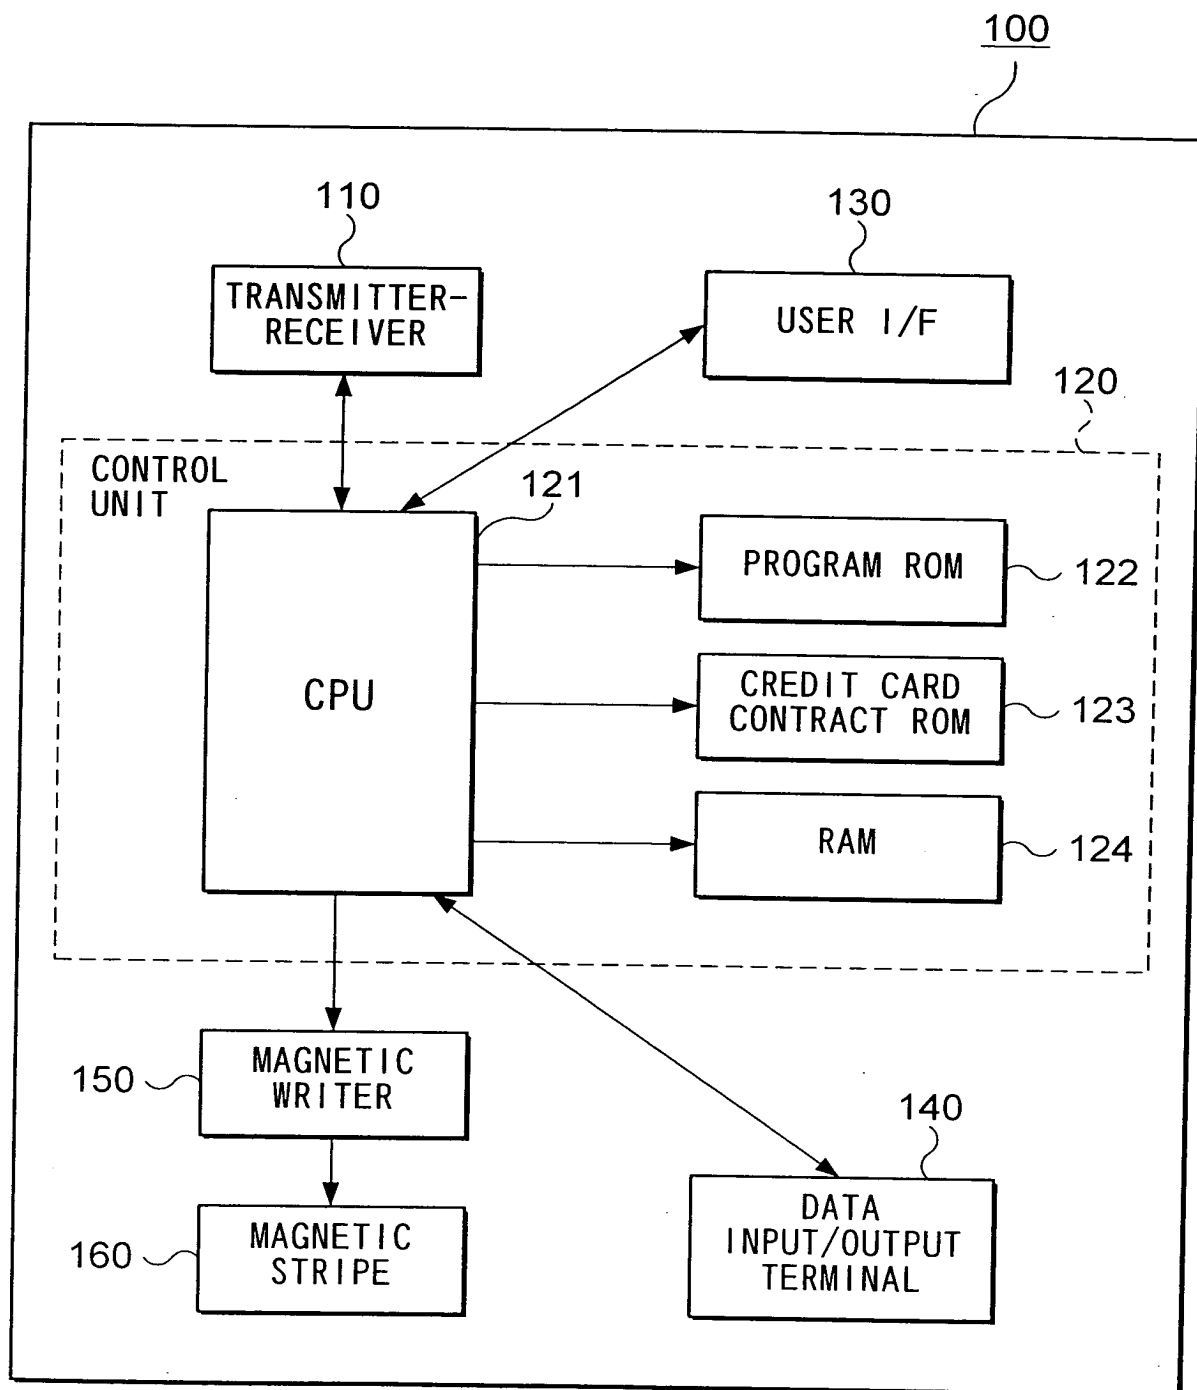 100
110
130
TRANSMITTER-
RECEIVER
USER I/F
120
CONTROL
UNIT
121
CPU
PROGRAM ROM
122
CREDIT CARD
CONTRACT ROM
123
RAM
124
150
MAGNETIC
WRITER
140
160
MAGNETIC
STRIPE
DATA
INPUT/OUTPUT
TERMINAL